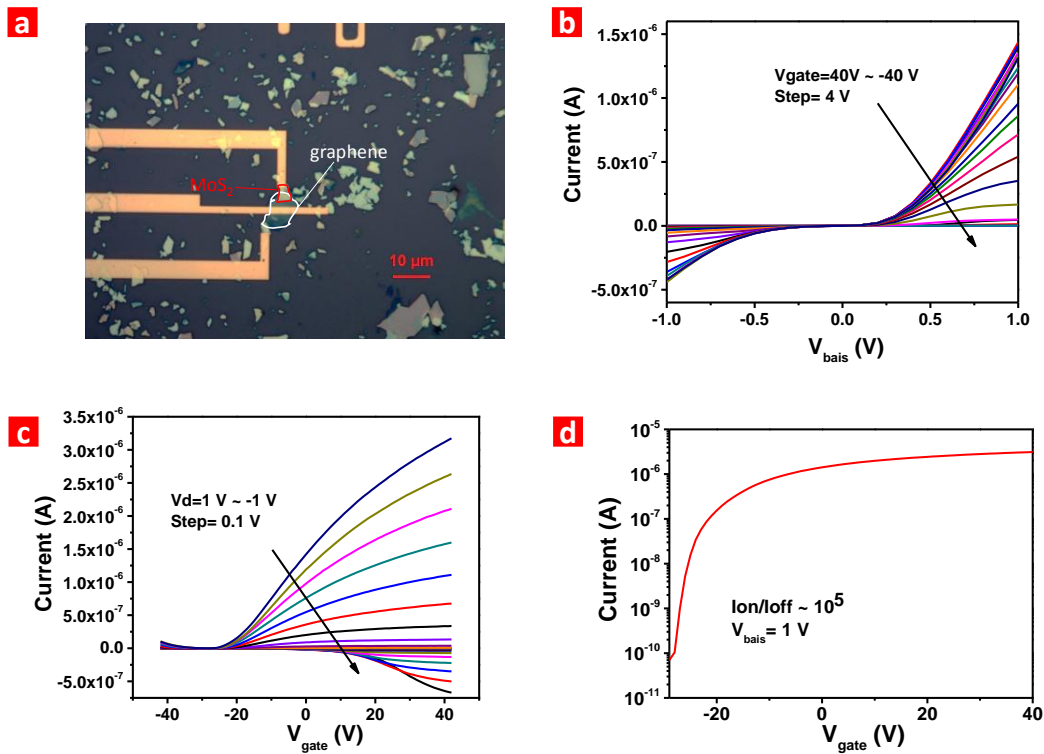 a
graphene
MoS2
10 μm
b
Current (A)
1.5x10-6
1.0x10-6
5.0x10-7
0.0
-5.0x10-7
Vgate=40V ~ -40 V
Step= 4 V
-1.0 -0.5 0.0 0.5 1.0
Vbais (V)
c
Current (A)
3.5x10-6
3.0x10-6
2.5x10-6
2.0x10-6
1.5x10-6
1.0x10-6
5.0x10-7
0.0
-5.0x10-7
Vd=1 V ~ -1 V
Step= 0.1 V
-40 -20 0 20 40
Vgate (V)
d
Current (A)
10-5
10-6
10-7
10-8
10-9
10-10
10-11
Ion/Ioff ~ 105
Vbais= 1 V
-20 0 20 40
Vgate (V)